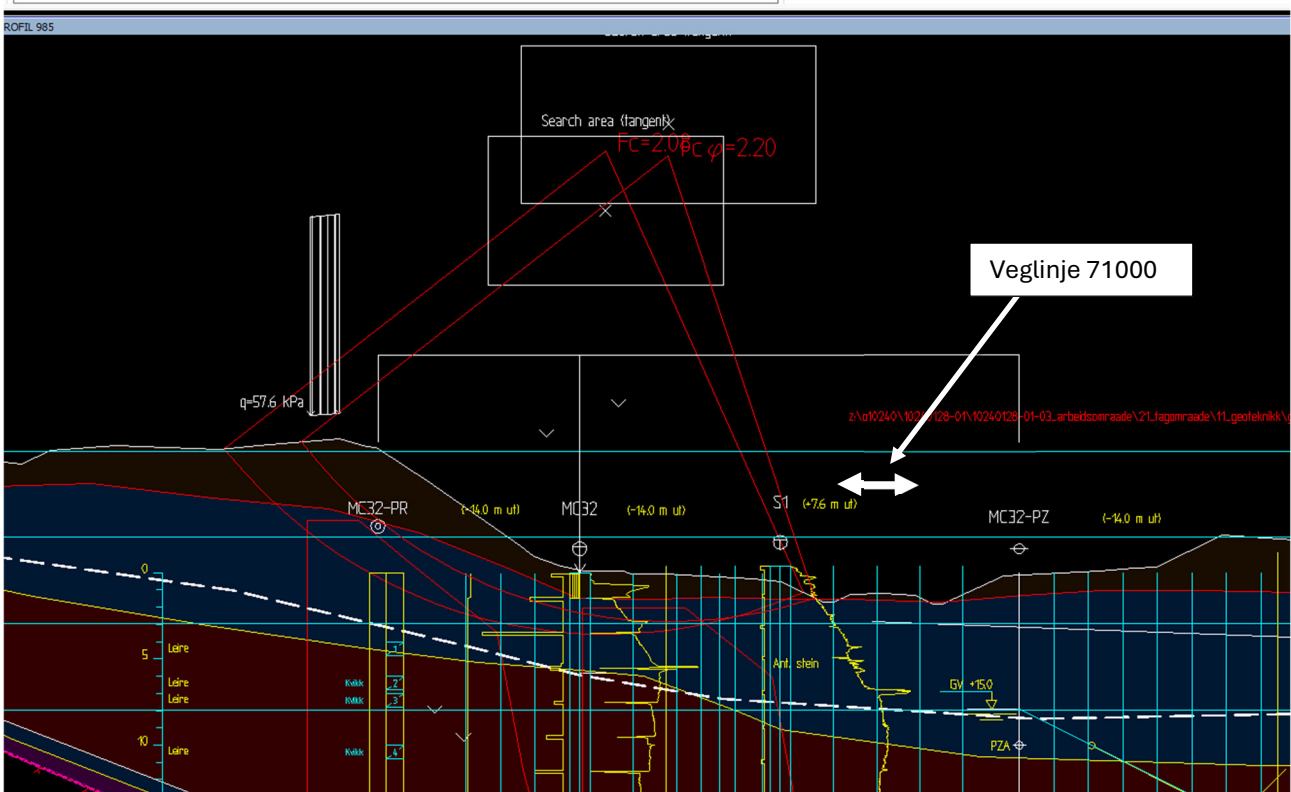 ROFIL 985
Search area (tangent)
Fc=2.08
Fc φ=2.20
Veglinje 71000
q=57.6 kPa
z:\a10240\10240128-01\10240128-01-03_arbeidsomraade\21_fagomraade\11_geoteknikk\
MC32-PR
(-14.0 m ut)
MC32
(-14.0 m ut)
S1
(+7.6 m ut)
MC32-PZ
(-14.0 m ut)
0
Leire
1
5
Ant. stein
Leire
Kvikk
2
GV +15.0
Leire
Kvikk
3
10
Leire
Kvikk
4
PZA